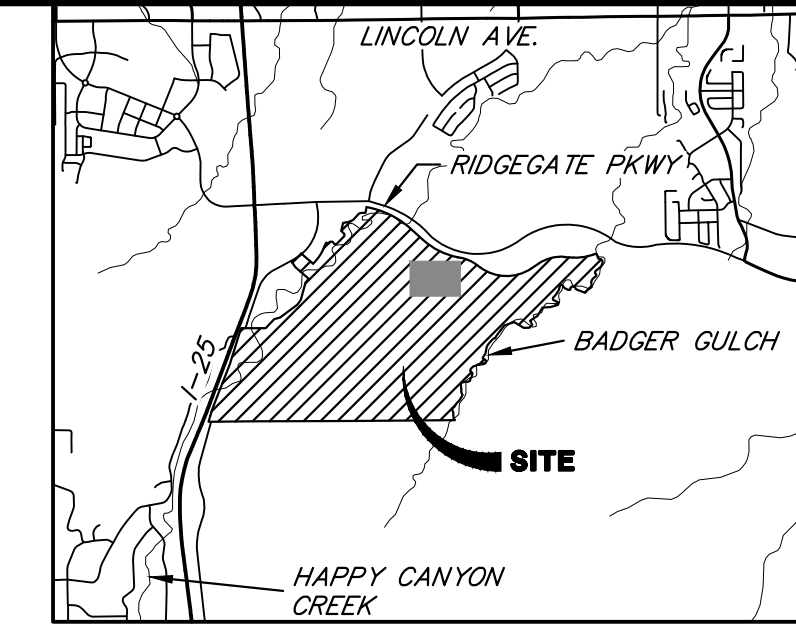 LINCOLN AVE.
RIDGEGATE PKWY
I-25
BADGER GULCH
SITE
HAPPY CANYON
CREEK